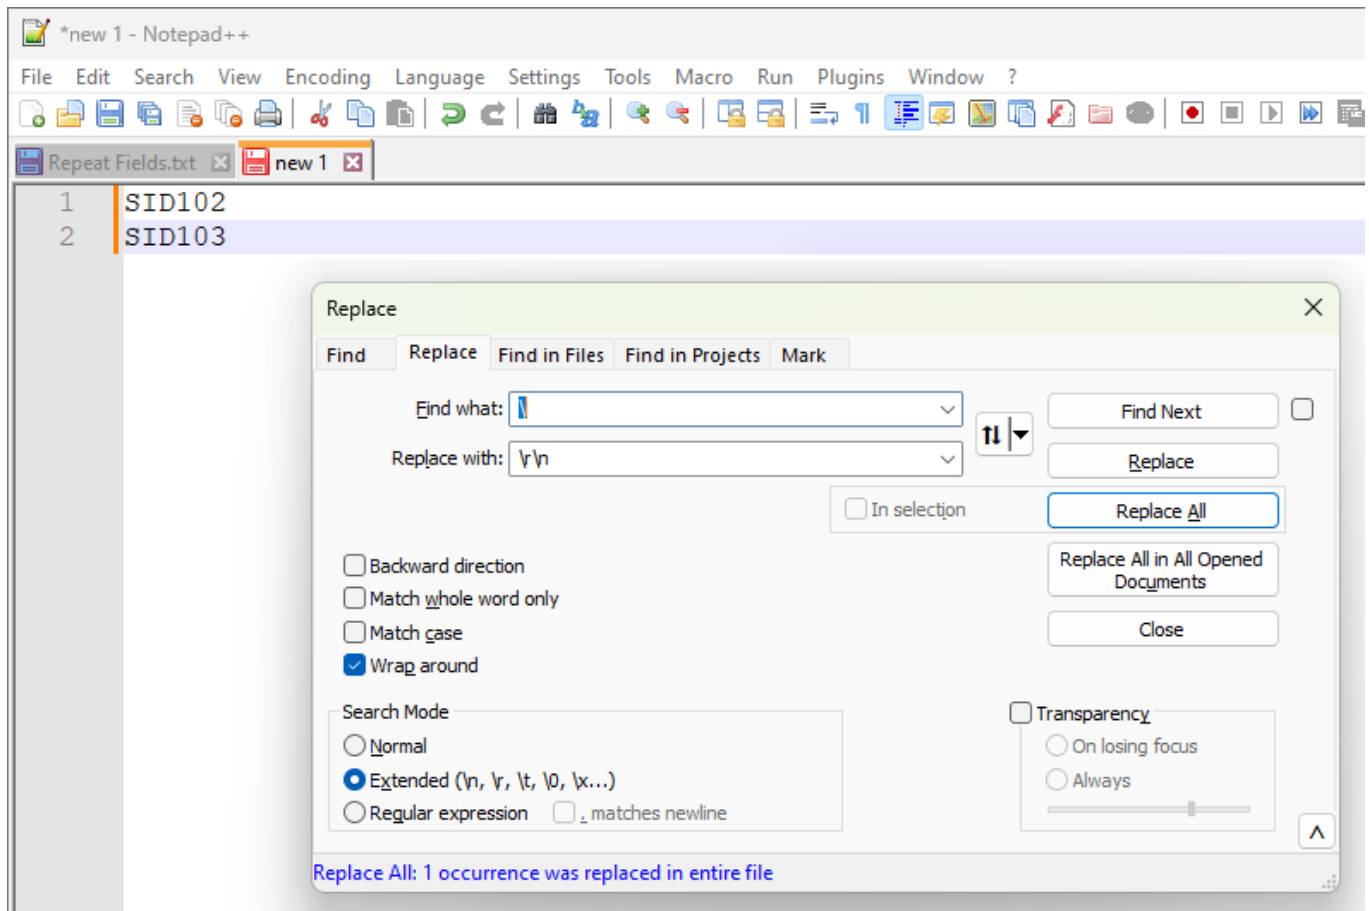 *new 1 - Notepad++
File Edit Search View Encoding Language Settings Tools Macro Run Plugins Window ?
Repeat Fields.txt new 1
1 SID102
2 SID103
Replace
Find Replace Find in Files Find in Projects Mark
Find what: \ Find Next
Replace with: \r\n Replace
In selection Replace All
Replace All in All Opened
Documents
Backward direction
Match whole word only
Match case Close
Wrap around
Search Mode Transparency
Normal On losing focus
Extended (\n, \r, \t, \0, \x...) Always
Regular expression . matches newline
Replace All: 1 occurrence was replaced in entire file